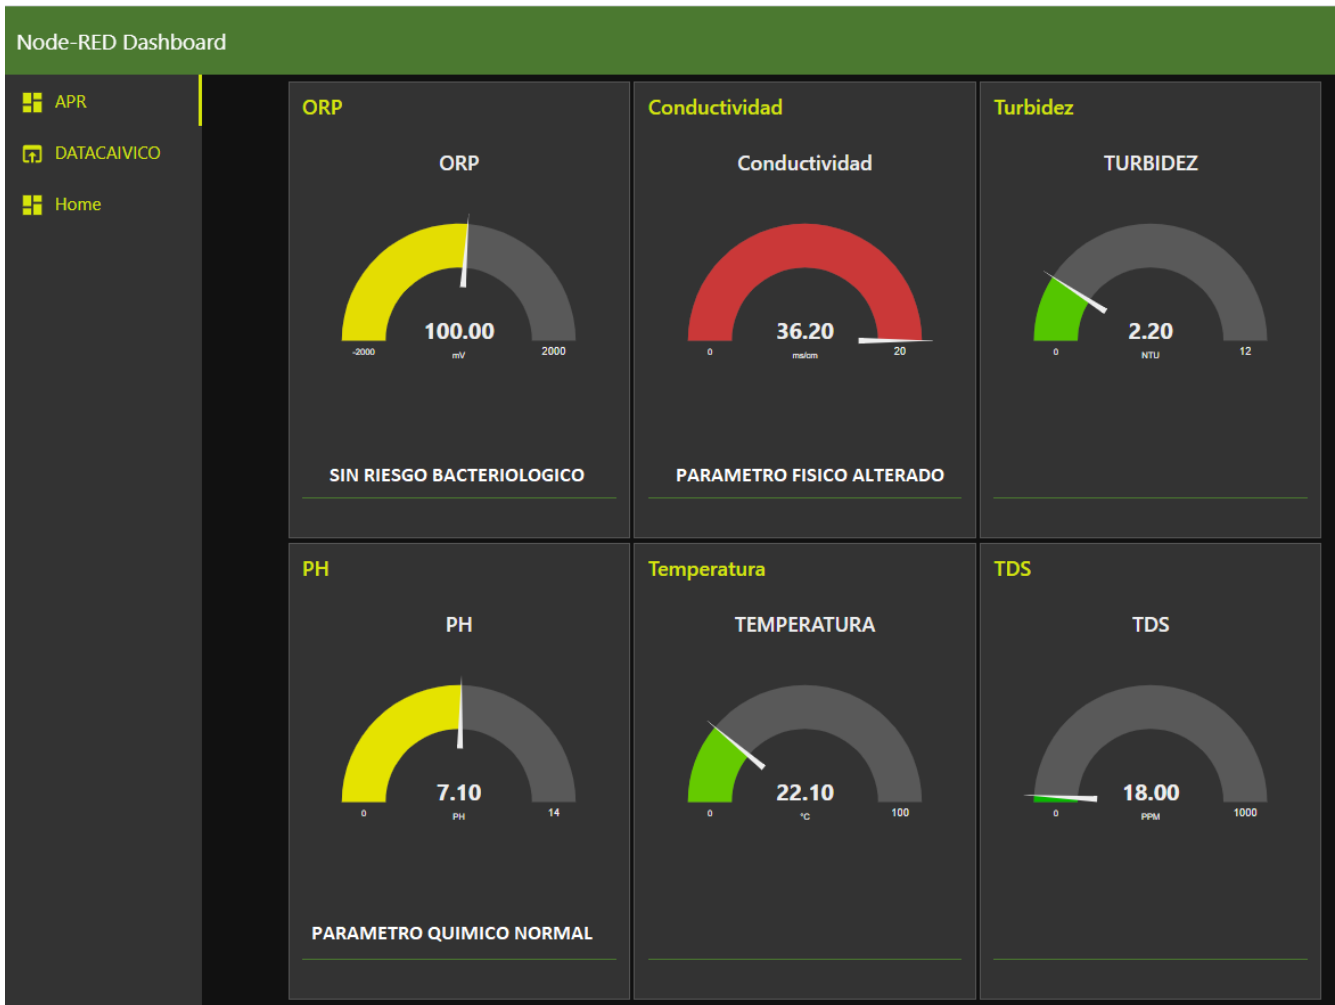 Node-RED Dashboard
APR
DATACAIVICO
Home
ORP
ORP
100.00
mV
-2000
2000
SIN RIESGO BACTERIOLOGICO
Conductividad
Conductividad
36.20
ms/cm
0
20
PARAMETRO FISICO ALTERADO
Turbidez
TURBIDEZ
2.20
NTU
0
12
PH
PH
7.10
PH
0
14
PARAMETRO QUIMICO NORMAL
Temperatura
TEMPERATURA
22.10
°C
0
100
TDS
TDS
18.00
PPM
0
1000